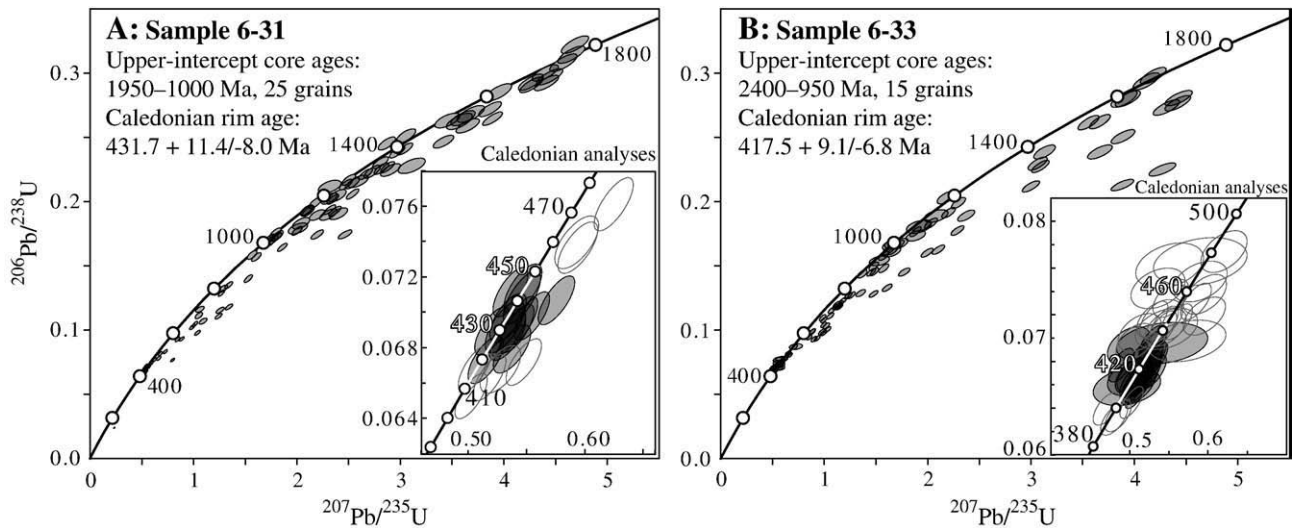 A: Sample 6-31
Upper-intercept core ages:
1950–1000 Ma, 25 grains
Caledonian rim age:
431.7 + 11.4/-8.0 Ma
1800
1400
1000
400
0.3
0.2
0.1
0.0
²⁰⁶Pb/²³⁸U
0 1 2 3 4 5
²⁰⁷Pb/²³⁵U
Caledonian analyses
0.076
0.072
0.068
0.064
470
450
430
410
0.50 0.60
B: Sample 6-33
Upper-intercept core ages:
2400–950 Ma, 15 grains
Caledonian rim age:
417.5 + 9.1/-6.8 Ma
1800
1400
1000
400
0.3
0.2
0.1
0.0
0 1 2 3 4 5
²⁰⁷Pb/²³⁵U
Caledonian analyses
0.08
0.07
0.06
500
460
420
380
0.5 0.6